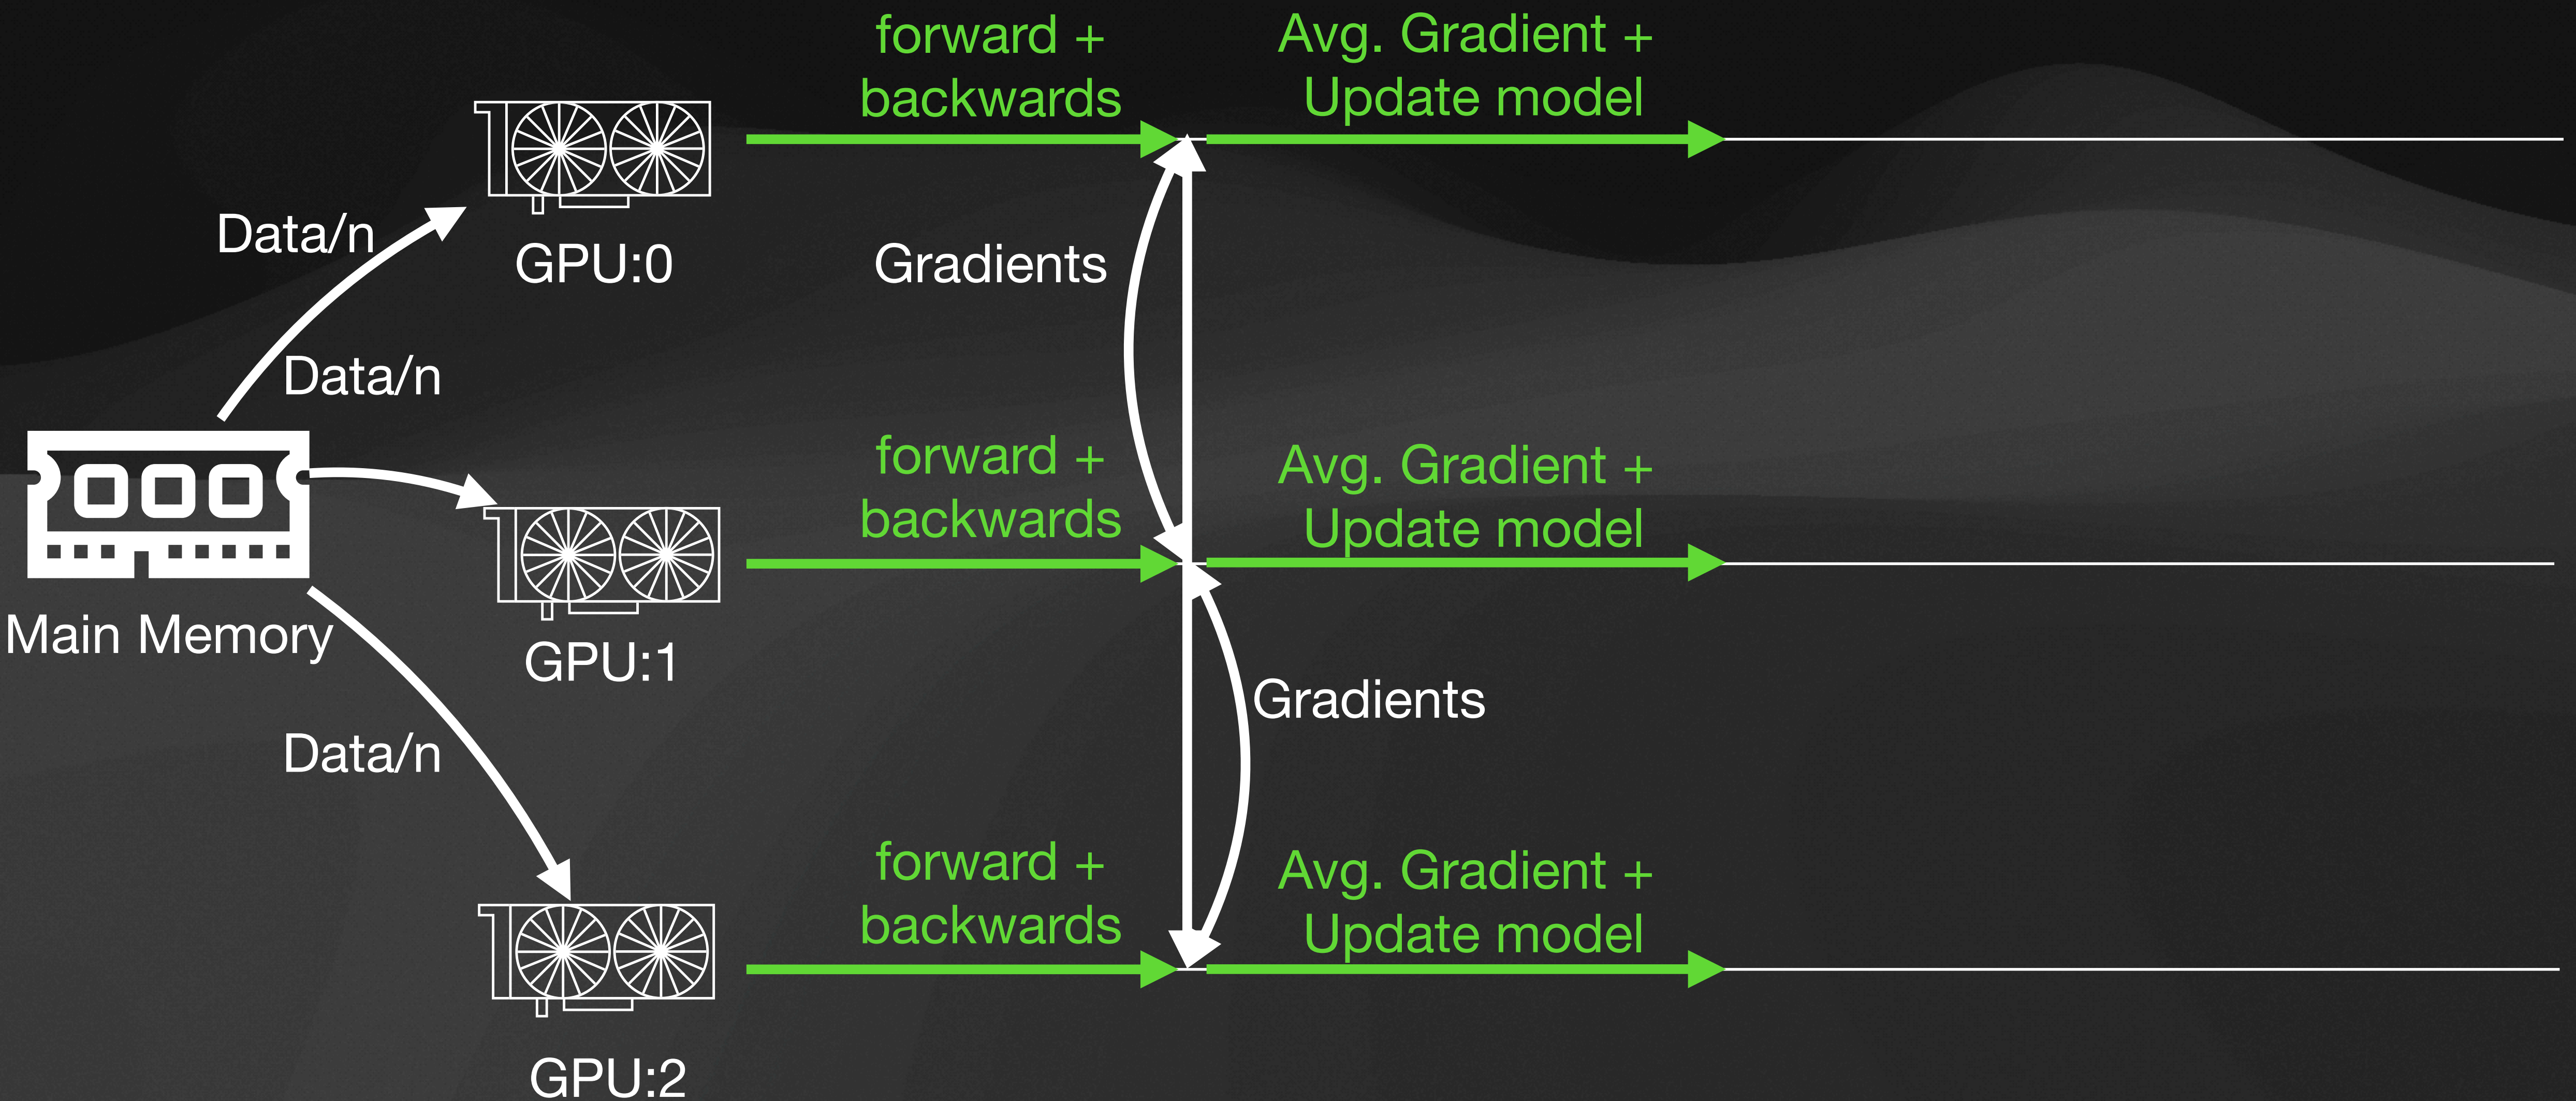 forward +
backwards
Avg. Gradient +
Update model
Data/n
GPU:0
Gradients
Data/n
Main Memory
forward +
backwards
Avg. Gradient +
Update model
GPU:1
Data/n
Gradients
forward +
backwards
Avg. Gradient +
Update model
GPU:2